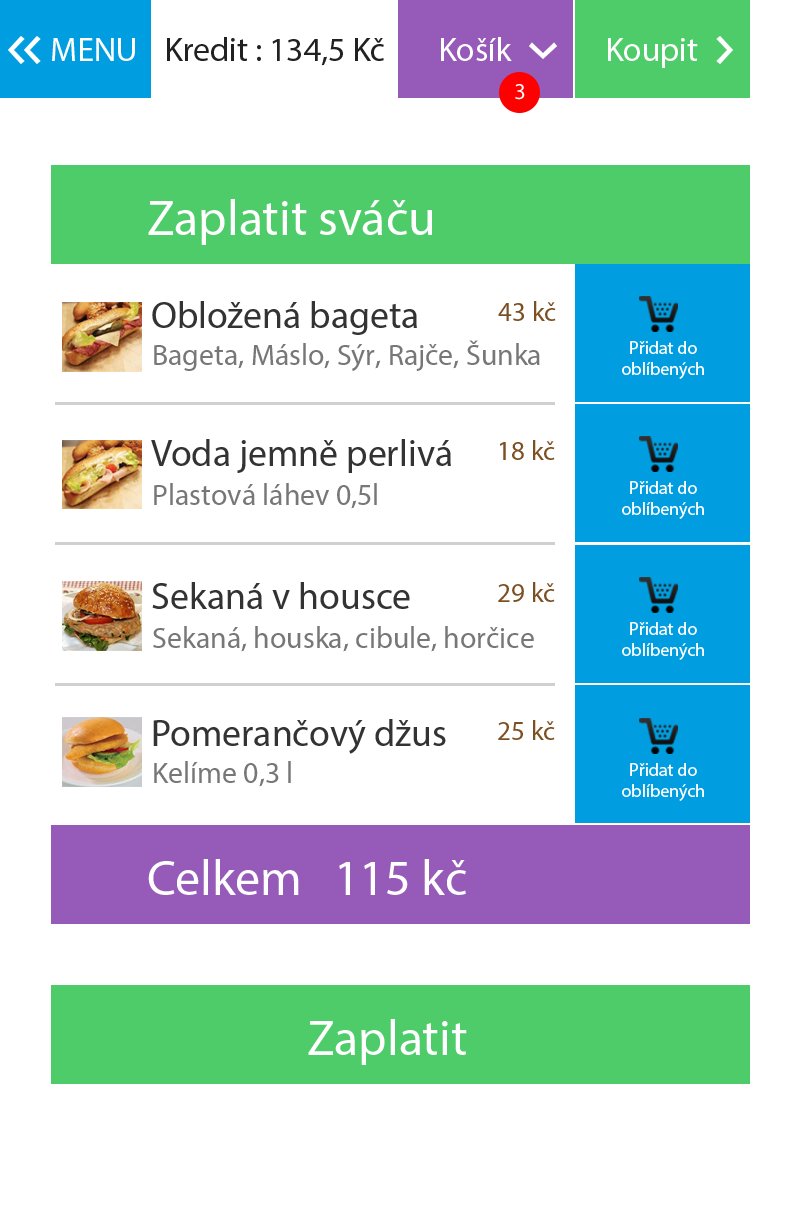 MENU
Kredit : 134,5 Kč
Košík
Koupit
3
Zaplatit sváču
Obložená bageta
43 kč
Bageta, Máslo, Sýr, Rajče, Šunka
Přidat do
oblíbených
Voda jemně perlivá
18 kč
Plastová láhev 0,5l
Přidat do
oblíbených
Sekaná v housce
29 kč
Sekaná, houska, cibule, horčice
Přidat do
oblíbených
Pomerančový džus
25 kč
Kelíme 0,3 l
Přidat do
oblíbených
Celkem 115 kč
Zaplatit